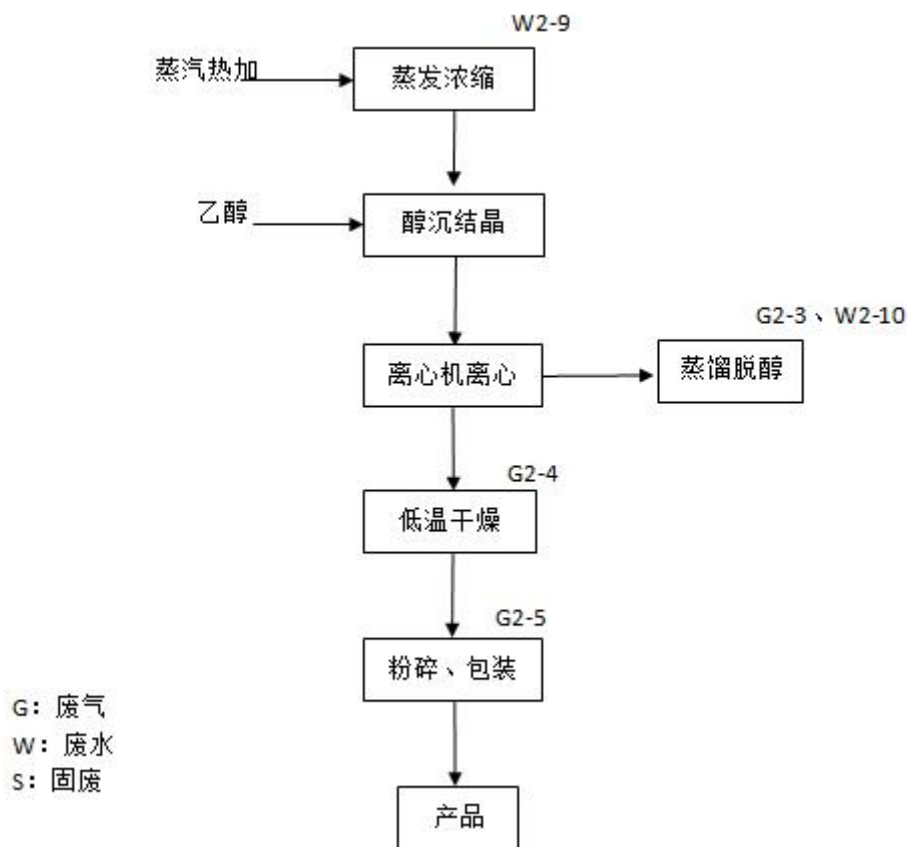 W2-9
蒸汽热加
蒸发浓缩
乙醇
醇沉结晶
G2-3、W2-10
离心机离心
蒸馏脱醇
G2-4
低温干燥
G2-5
粉碎、包装
G：废气
W：废水
S：固废
产品